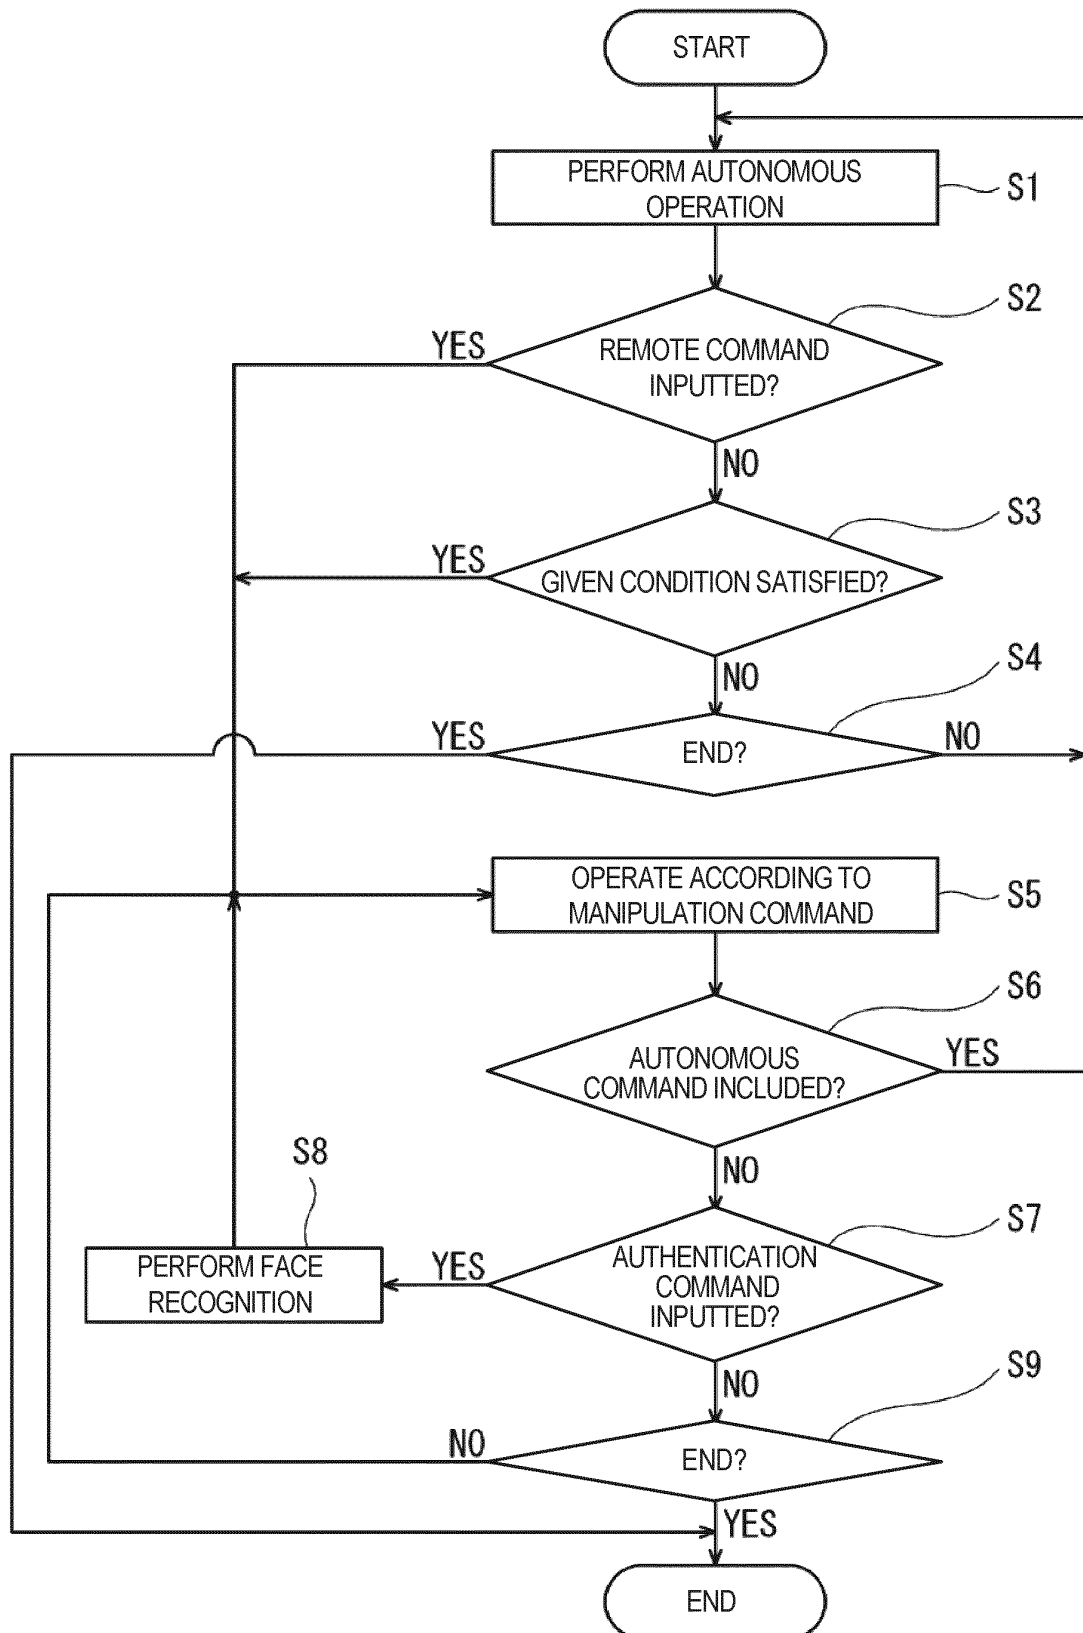 START
PERFORM AUTONOMOUS
OPERATION
S1
S2
YES
REMOTE COMMAND
INPUTTED?
NO
S3
YES
GIVEN CONDITION SATISFIED?
NO
S4
YES
END?
NO
OPERATE ACCORDING TO
MANIPULATION COMMAND
S5
S6
AUTONOMOUS
COMMAND INCLUDED?
YES
NO
S8
S7
PERFORM FACE
RECOGNITION
YES
AUTHENTICATION
COMMAND
INPUTTED?
NO
S9
NO
END?
YES
END